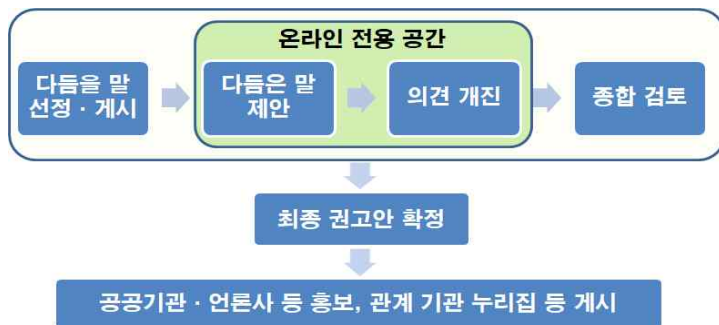 온라인 전용 공간
다듬을 말
선정 · 게시
다듬은 말
제안
의견 개진
종합 검토
최종 권고안 확정
공공기관 · 언론사 등 홍보, 관계 기관 누리집 등 게시